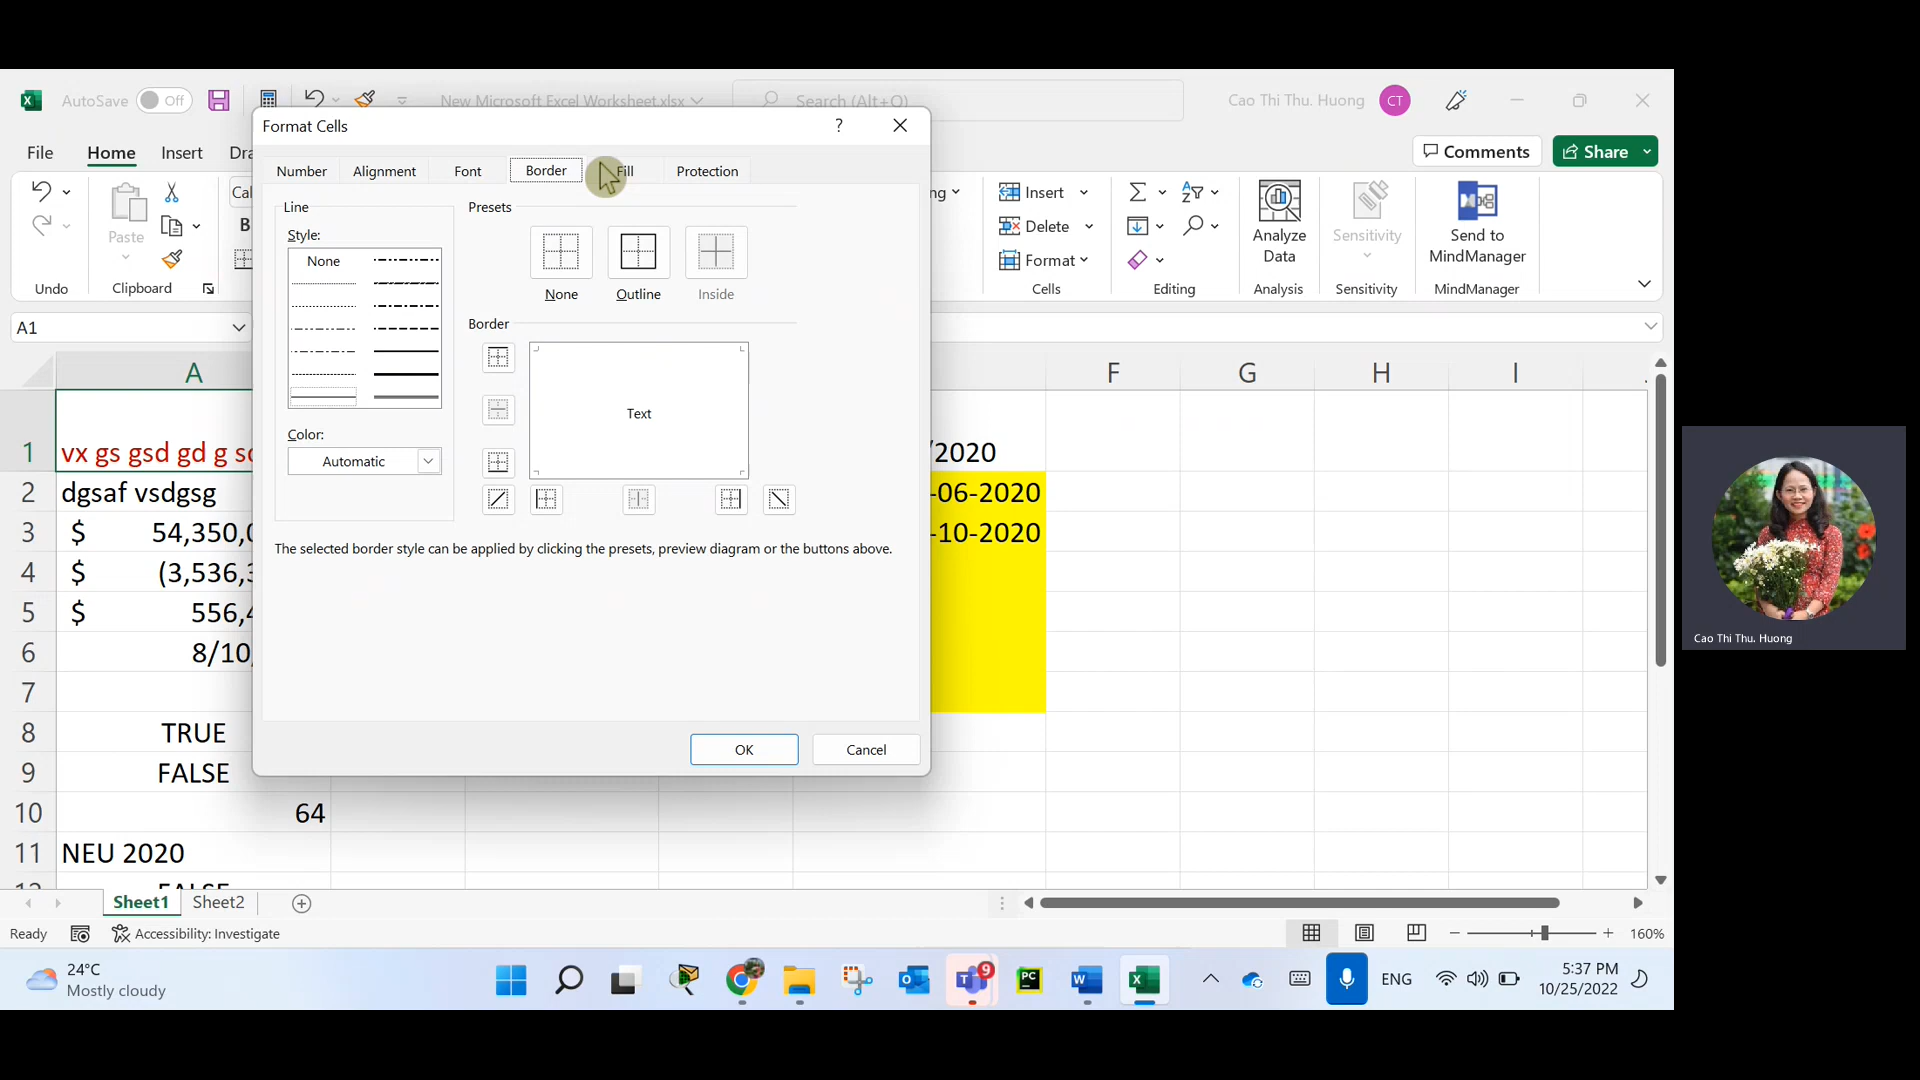 AutoSave Off New Microsoft Excel Worksheet.xlsx Search (Alt+Q) Cao Thi Thu. Huong CT
File Home Insert Comments Share
Undo Clipboard Paste B
Insert Delete Format Cells
Editing
Analyze Data Analysis
Sensitivity Sensitivity
Send to MindManager MindManager
Format Cells ?
Number Alignment Font Border Fill Protection
Line Presets
Style:
None
None Outline Inside
Border
Text
Color:
Automatic
The selected border style can be applied by clicking the presets, preview diagram or the buttons above.
OK Cancel
A1
A F G H I
1 vx gs gsd gd g /2020
2 dgsaf vsdgsg -06-2020
3 $ 54,350, -10-2020
4 $ (3,536,
5 $ 556,
6 8/10
7
8 TRUE
9 FALSE
10 64
11 NEU 2020
12 FALSE
Sheet1 Sheet2
Ready Accessibility: Investigate 160%
24°C
Mostly cloudy
9
PC
W
ENG
5:37 PM
10/25/2022
Cao Thi Thu. Huong